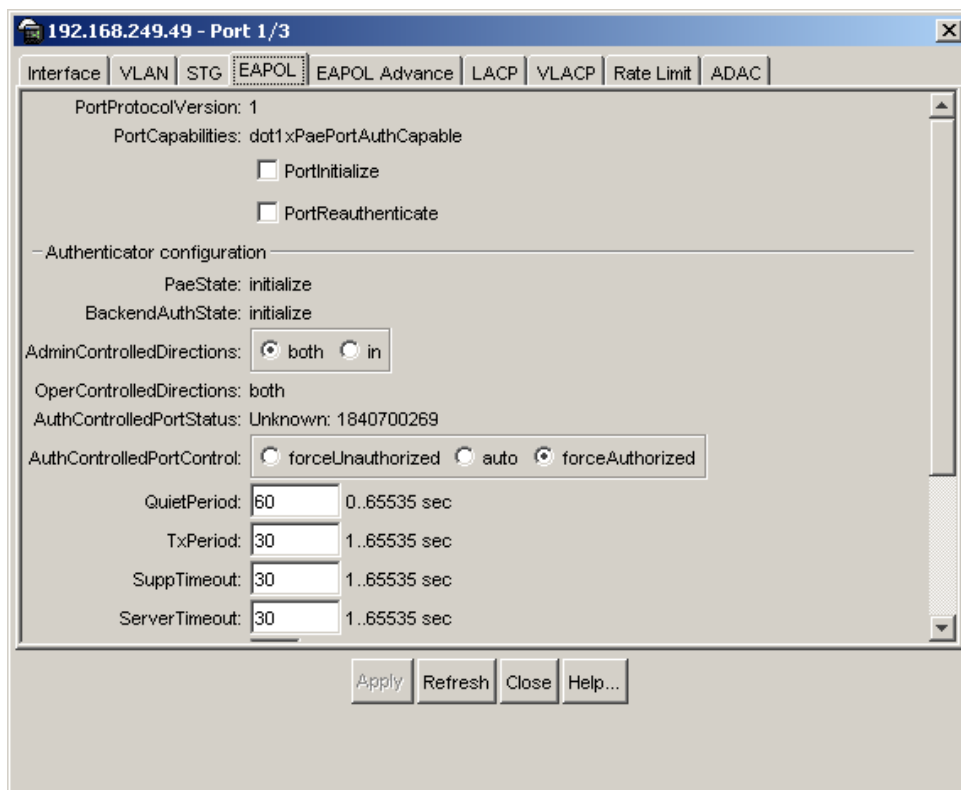 192.168.249.49 - Port 1/3
Interface VLAN STG EAPOL EAPOL Advance LACP VLACP Rate Limit ADAC
PortProtocolVersion: 1
PortCapabilities: dot1xPaePortAuthCapable
PortInitialize
PortReauthenticate
Authenticator configuration
PaeState: initialize
BackendAuthState: initialize
AdminControlledDirections: both in
OperControlledDirections: both
AuthControlledPortStatus: Unknown: 1840700269
AuthControlledPortControl: forceUnauthorized auto forceAuthorized
QuietPeriod: 60 0..65535 sec
TxPeriod: 30 1..65535 sec
SuppTimeout: 30 1..65535 sec
ServerTimeout: 30 1..65535 sec
Apply Refresh Close Help...